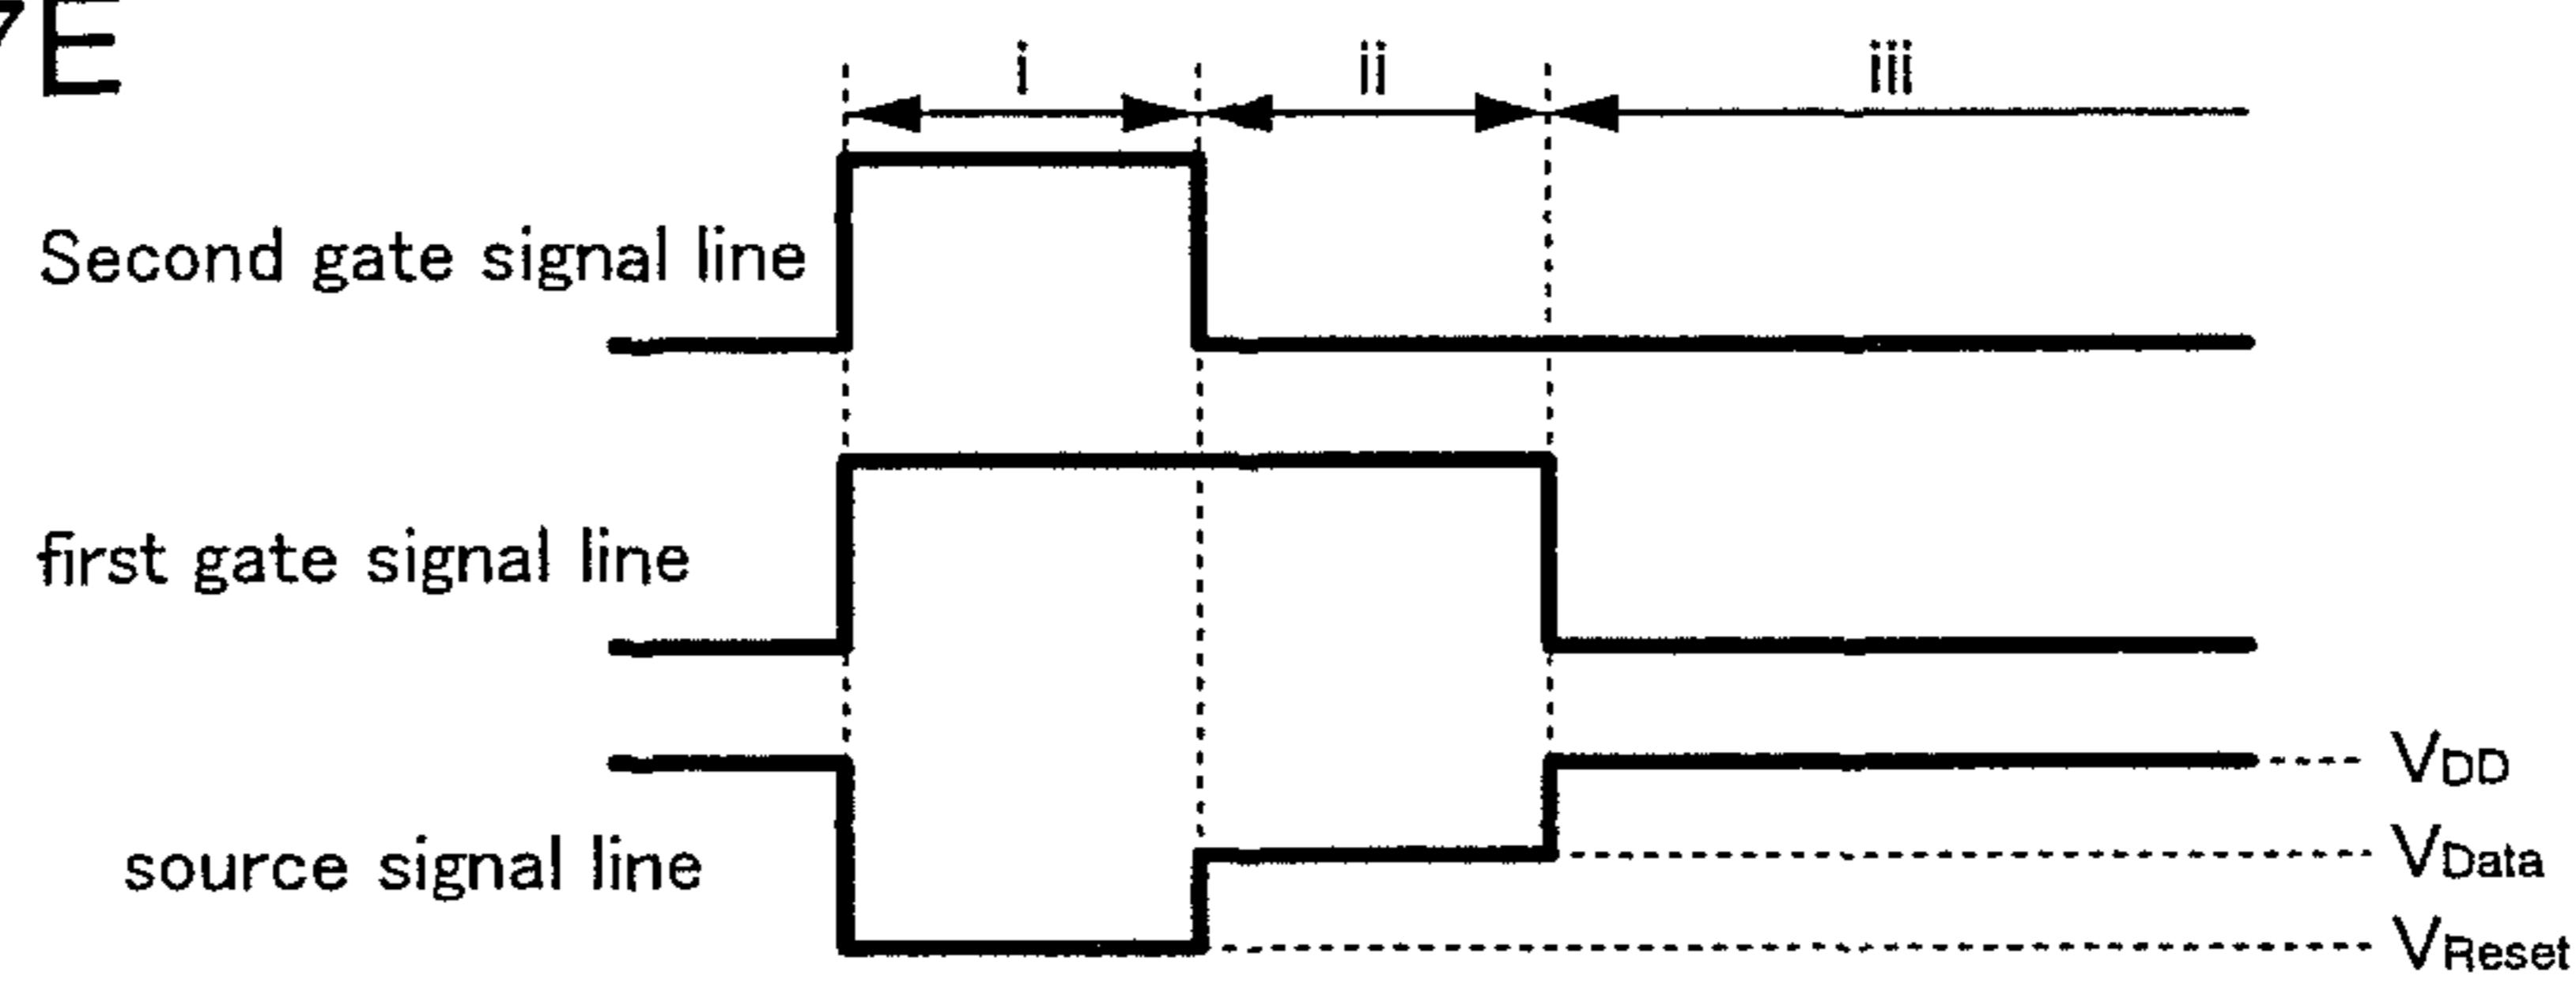 7E
i ii iii
Second gate signal line
first gate signal line
VDD
source signal line
VData
VReset